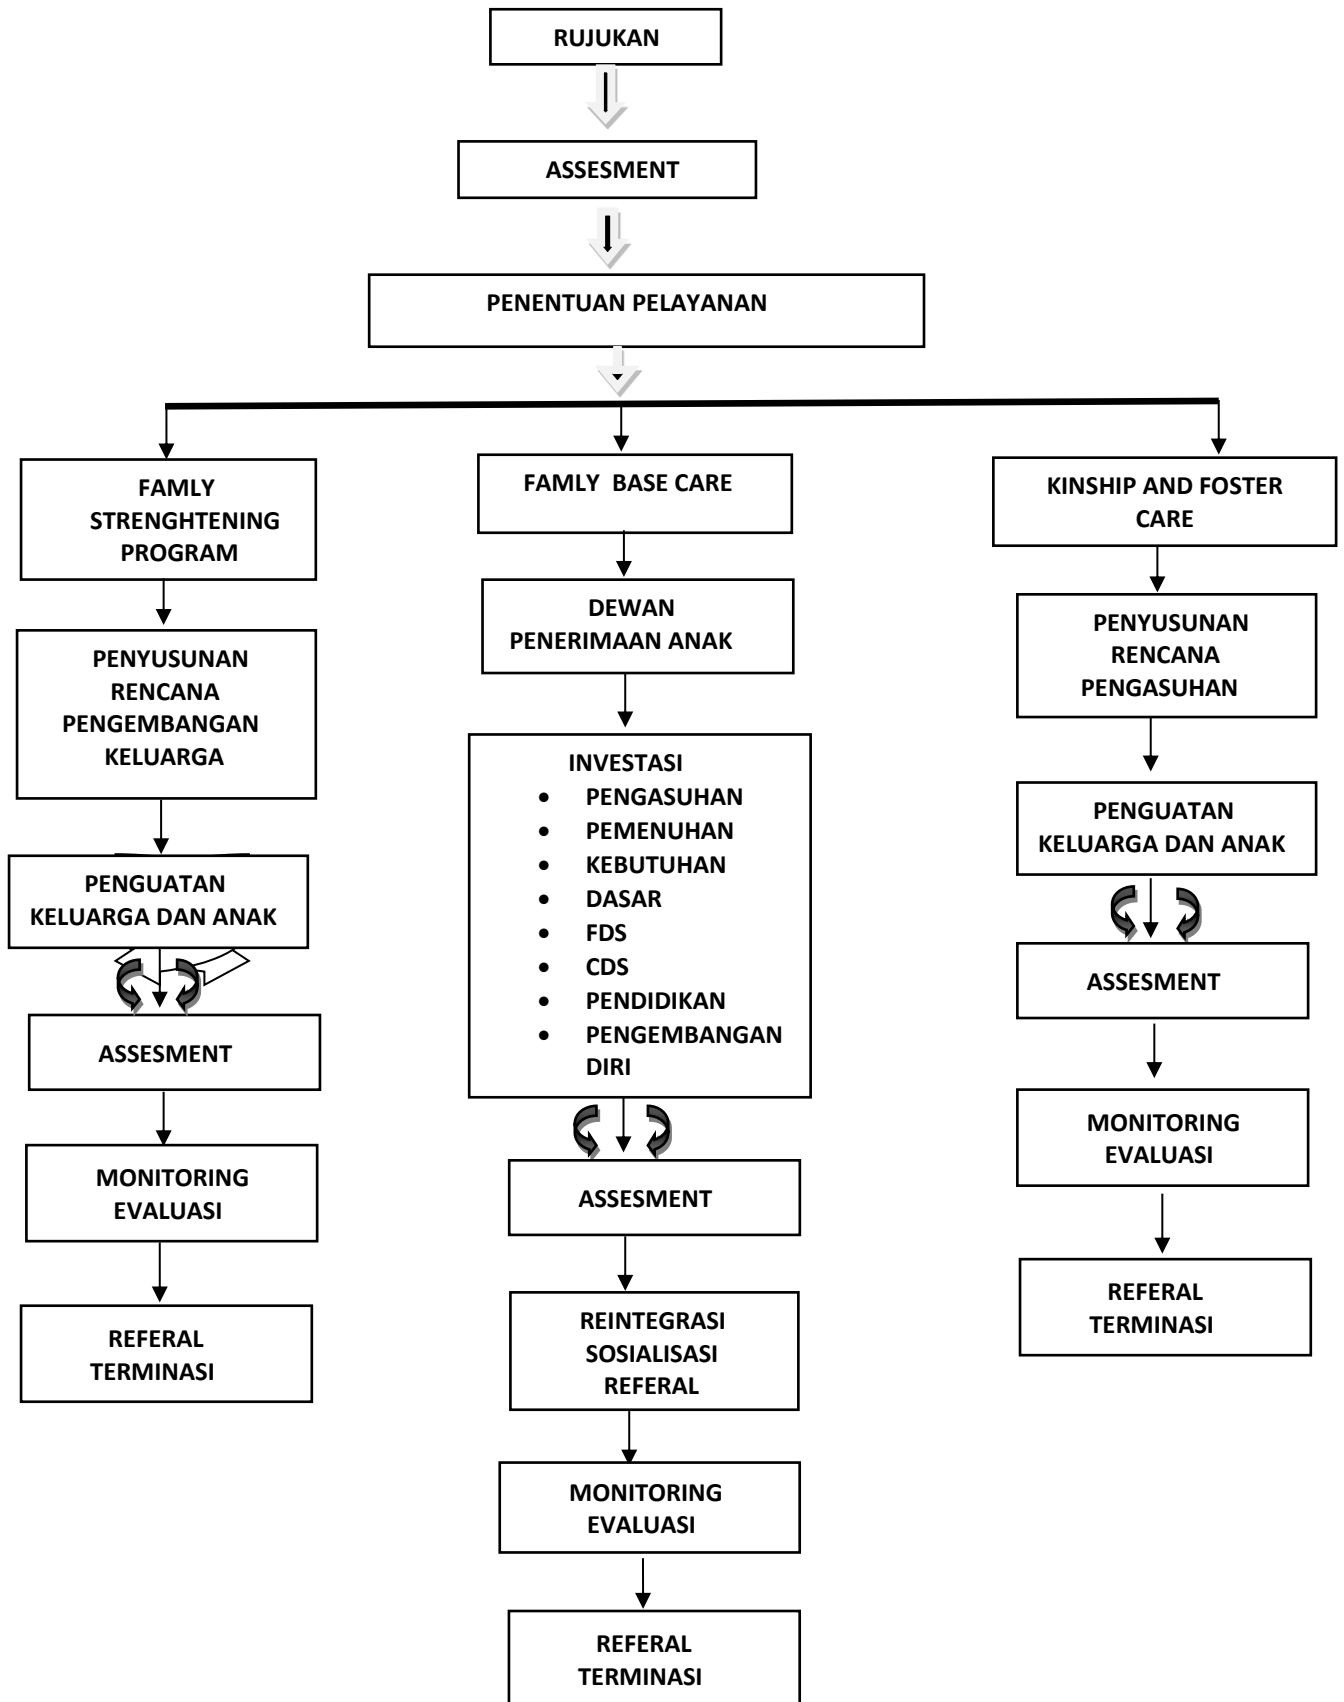 RUJUKAN
ASSESMENT
PENENTUAN PELAYANAN
FAMLY
STRENGHTENING
PROGRAM
PENYUSUNAN
RENCANA
PENGEMBANGAN
KELUARGA
PENGUATAN
KELUARGA DAN ANAK
ASSESMENT
MONITORING
EVALUASI
REFERAL
TERMINASI
FAMLY BASE CARE
DEWAN
PENERIMAAN ANAK
INVESTASI
• PENGASUHAN
• PEMENUHAN
• KEBUTUHAN
• DASAR
• FDS
• CDS
• PENDIDIKAN
• PENGEMBANGAN
DIRI
ASSESMENT
REINTEGRASI
SOSIALISASI
REFERAL
MONITORING
EVALUASI
REFERAL
TERMINASI
KINSHIP AND FOSTER
CARE
PENYUSUNAN
RENCANA
PENGASUHAN
PENGUATAN
KELUARGA DAN ANAK
ASSESMENT
MONITORING
EVALUASI
REFERAL
TERMINASI